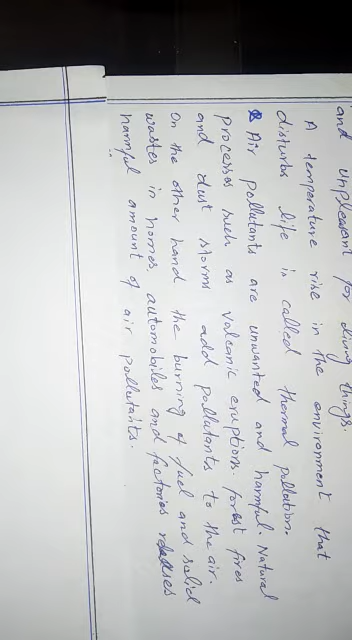 and unpleasent for living things.
A temperature rise in the environment that
disturbs life is called thermal pollution.
Air pollutants are unwanted and harmful. Natural
processes such as volcanic eruptions. forest fires
and dust storms add pollutants to the air.
On the other hand the burning of fuel and solid
wastes in homes, automobiles and factories releases
harmful amount of air pollutants.